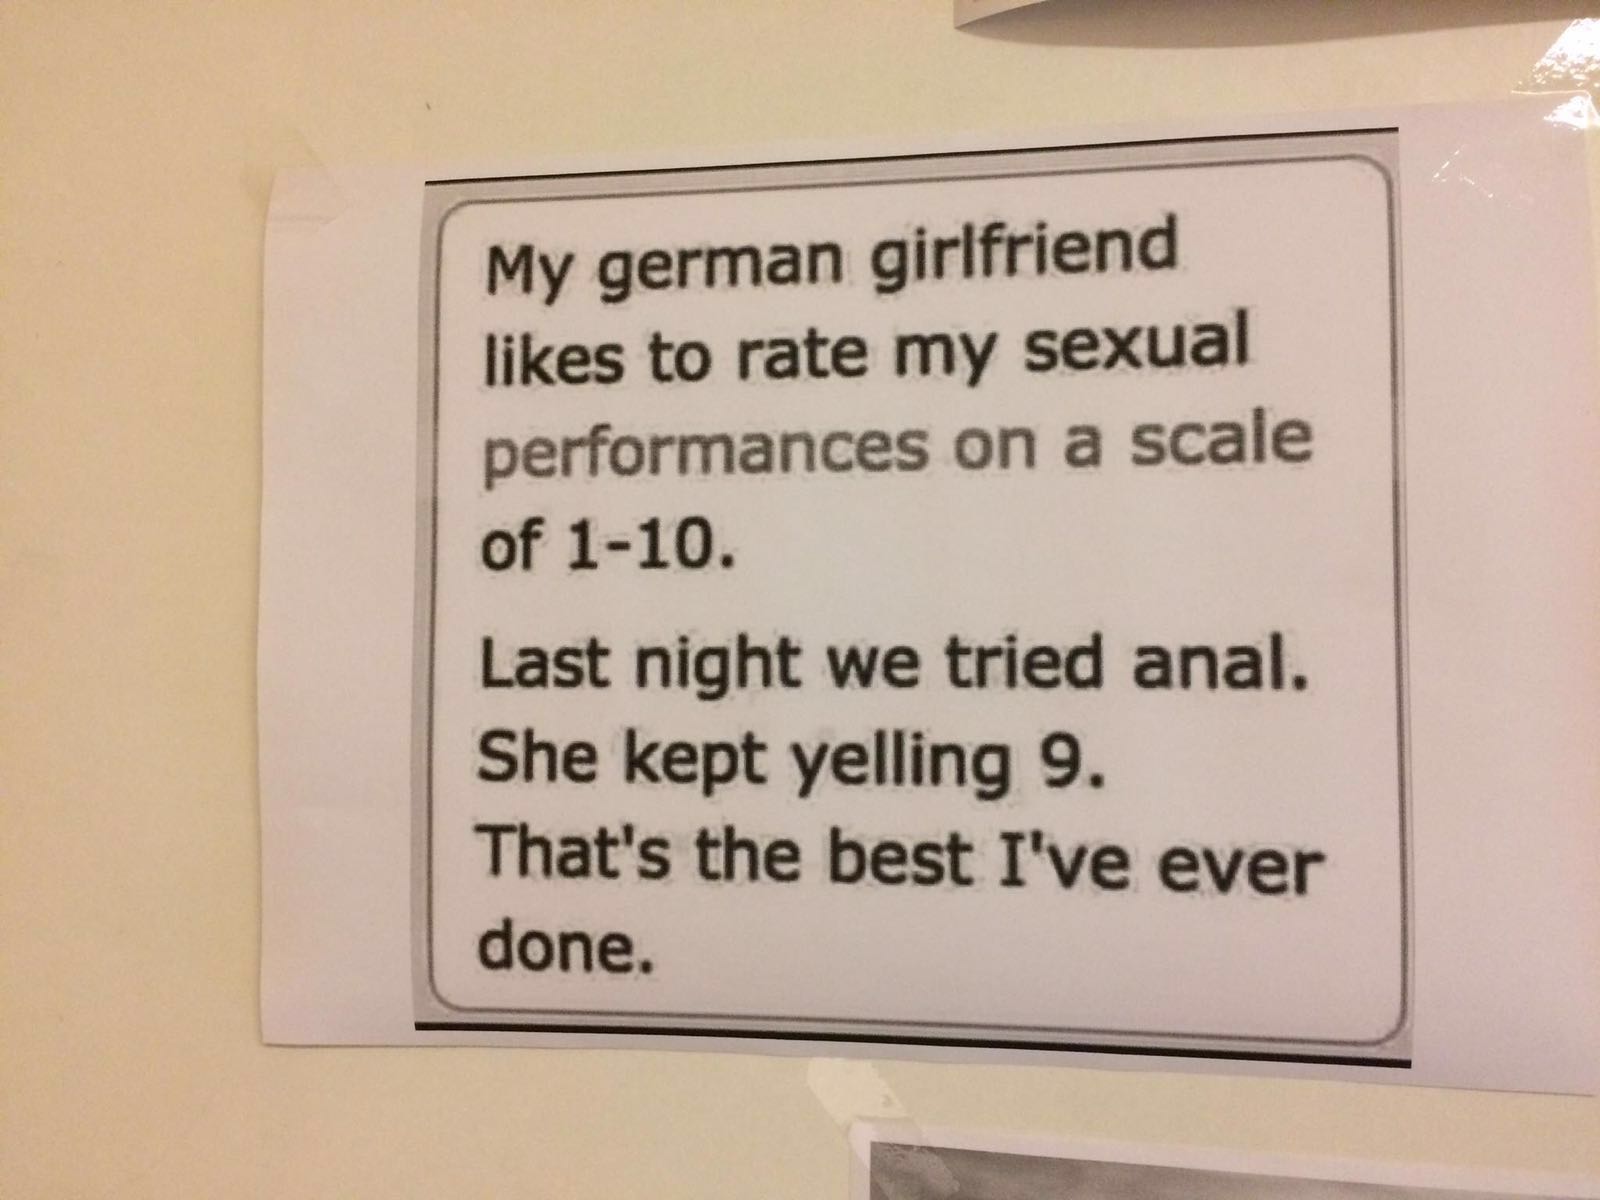 My german girlfriend
likes to rate my sexual
performances on a scale
of 1-10.
Last night we tried anal.
She kept yelling 9.
That's the best I've ever
done.